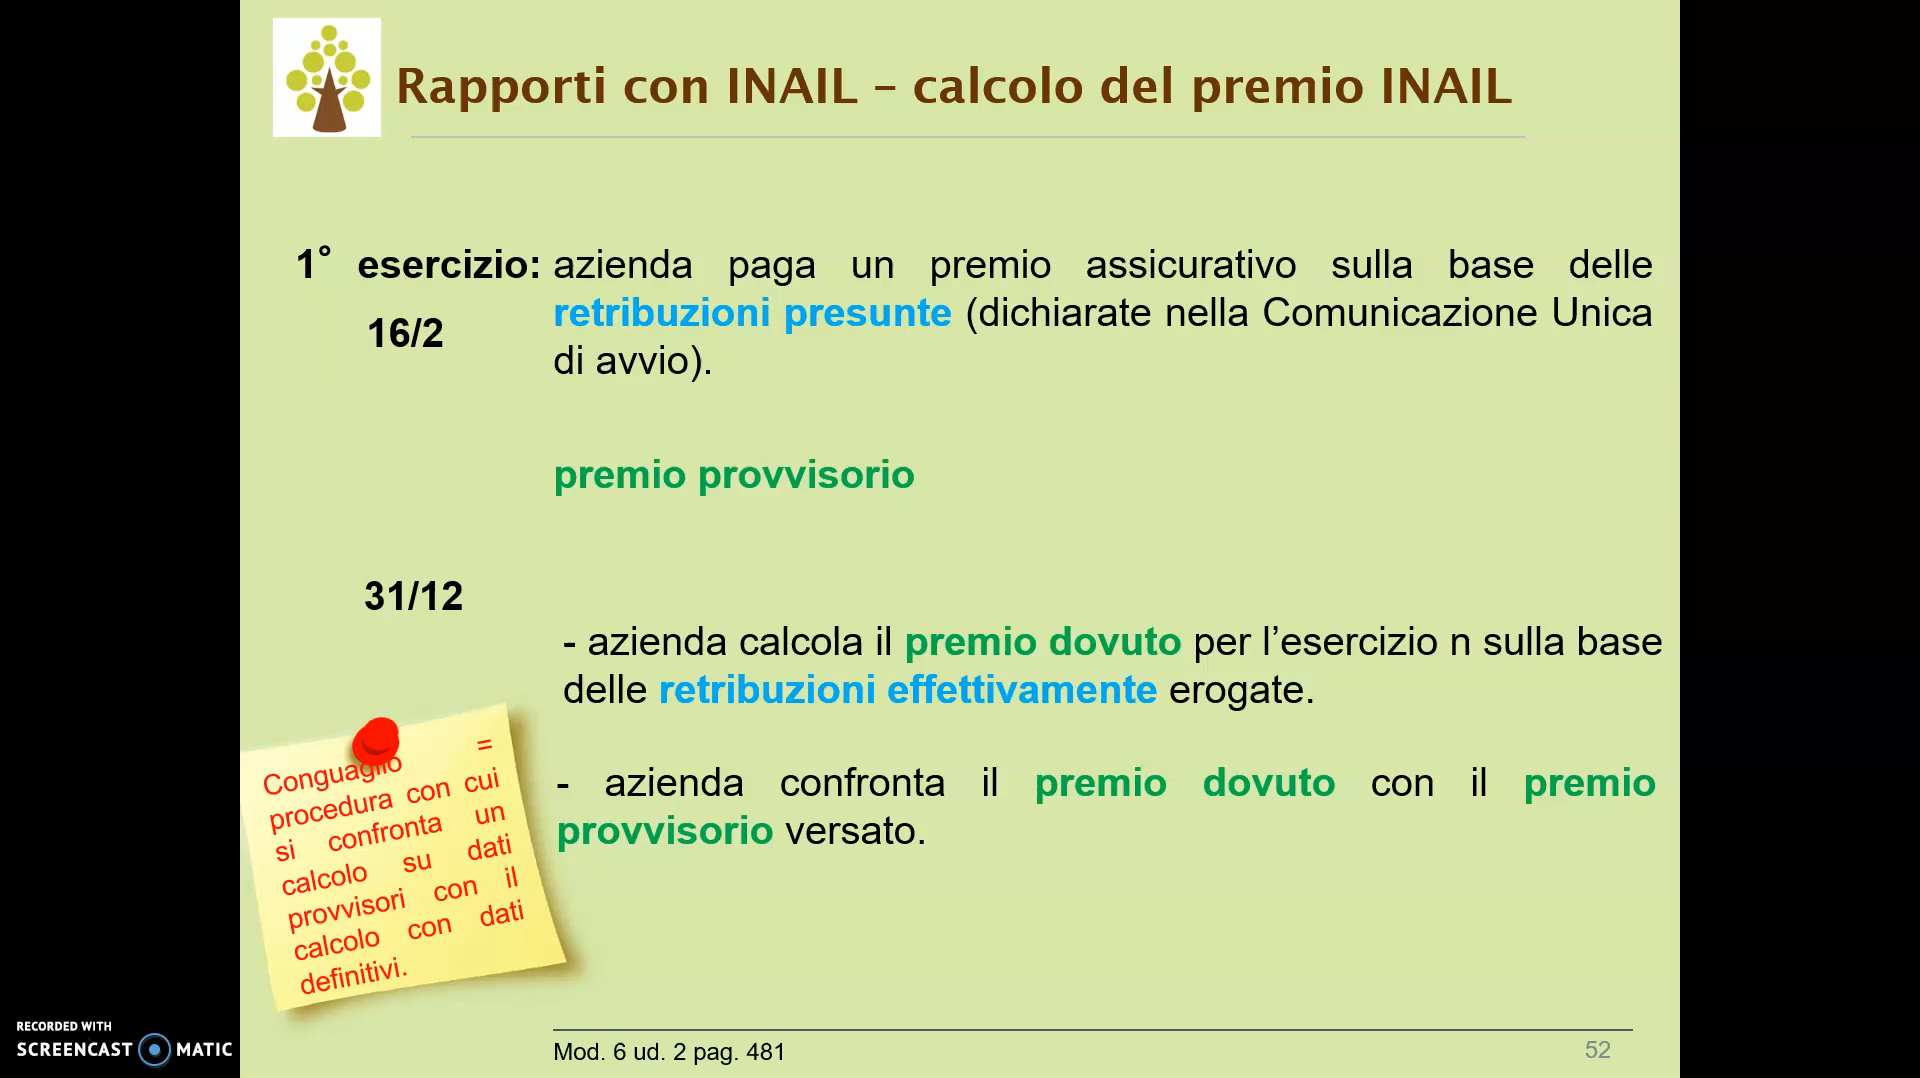 Rapporti con INAIL – calcolo del premio INAIL
1° esercizio: azienda paga un premio assicurativo sulla base delle
retribuzioni presunte (dichiarate nella Comunicazione Unica
16/2
di avvio).
premio provvisorio
31/12
- azienda calcola il premio dovuto per l’esercizio n sulla base
delle retribuzioni effettivamente erogate.
- azienda confronta il premio dovuto con il premio
provvisorio versato.
Conguaglio =
procedura con cui
si confronta un
calcolo su dati
provvisori con il
calcolo con dati
definitivi.
Mod. 6 ud. 2 pag. 481
52
RECORDED WITH
SCREENCAST MATIC